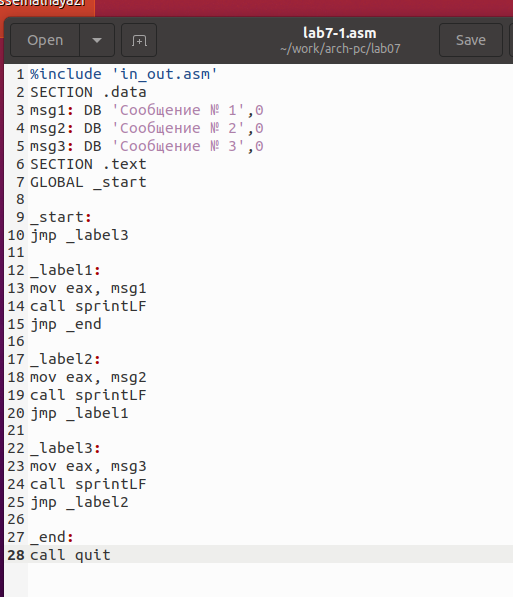 Open
lab7-1.asm
~/work/arch-pc/lab07
Save
1 %include 'in_out.asm'
2 SECTION .data
3 msg1: DB 'Сообщение № 1',0
4 msg2: DB 'Сообщение № 2',0
5 msg3: DB 'Сообщение № 3',0
6 SECTION .text
7 GLOBAL _start
8
9 _start:
10 jmp _label3
11
12 _label1:
13 mov eax, msg1
14 call sprintLF
15 jmp _end
16
17 _label2:
18 mov eax, msg2
19 call sprintLF
20 jmp _label1
21
22 _label3:
23 mov eax, msg3
24 call sprintLF
25 jmp _label2
26
27 _end:
28 call quit